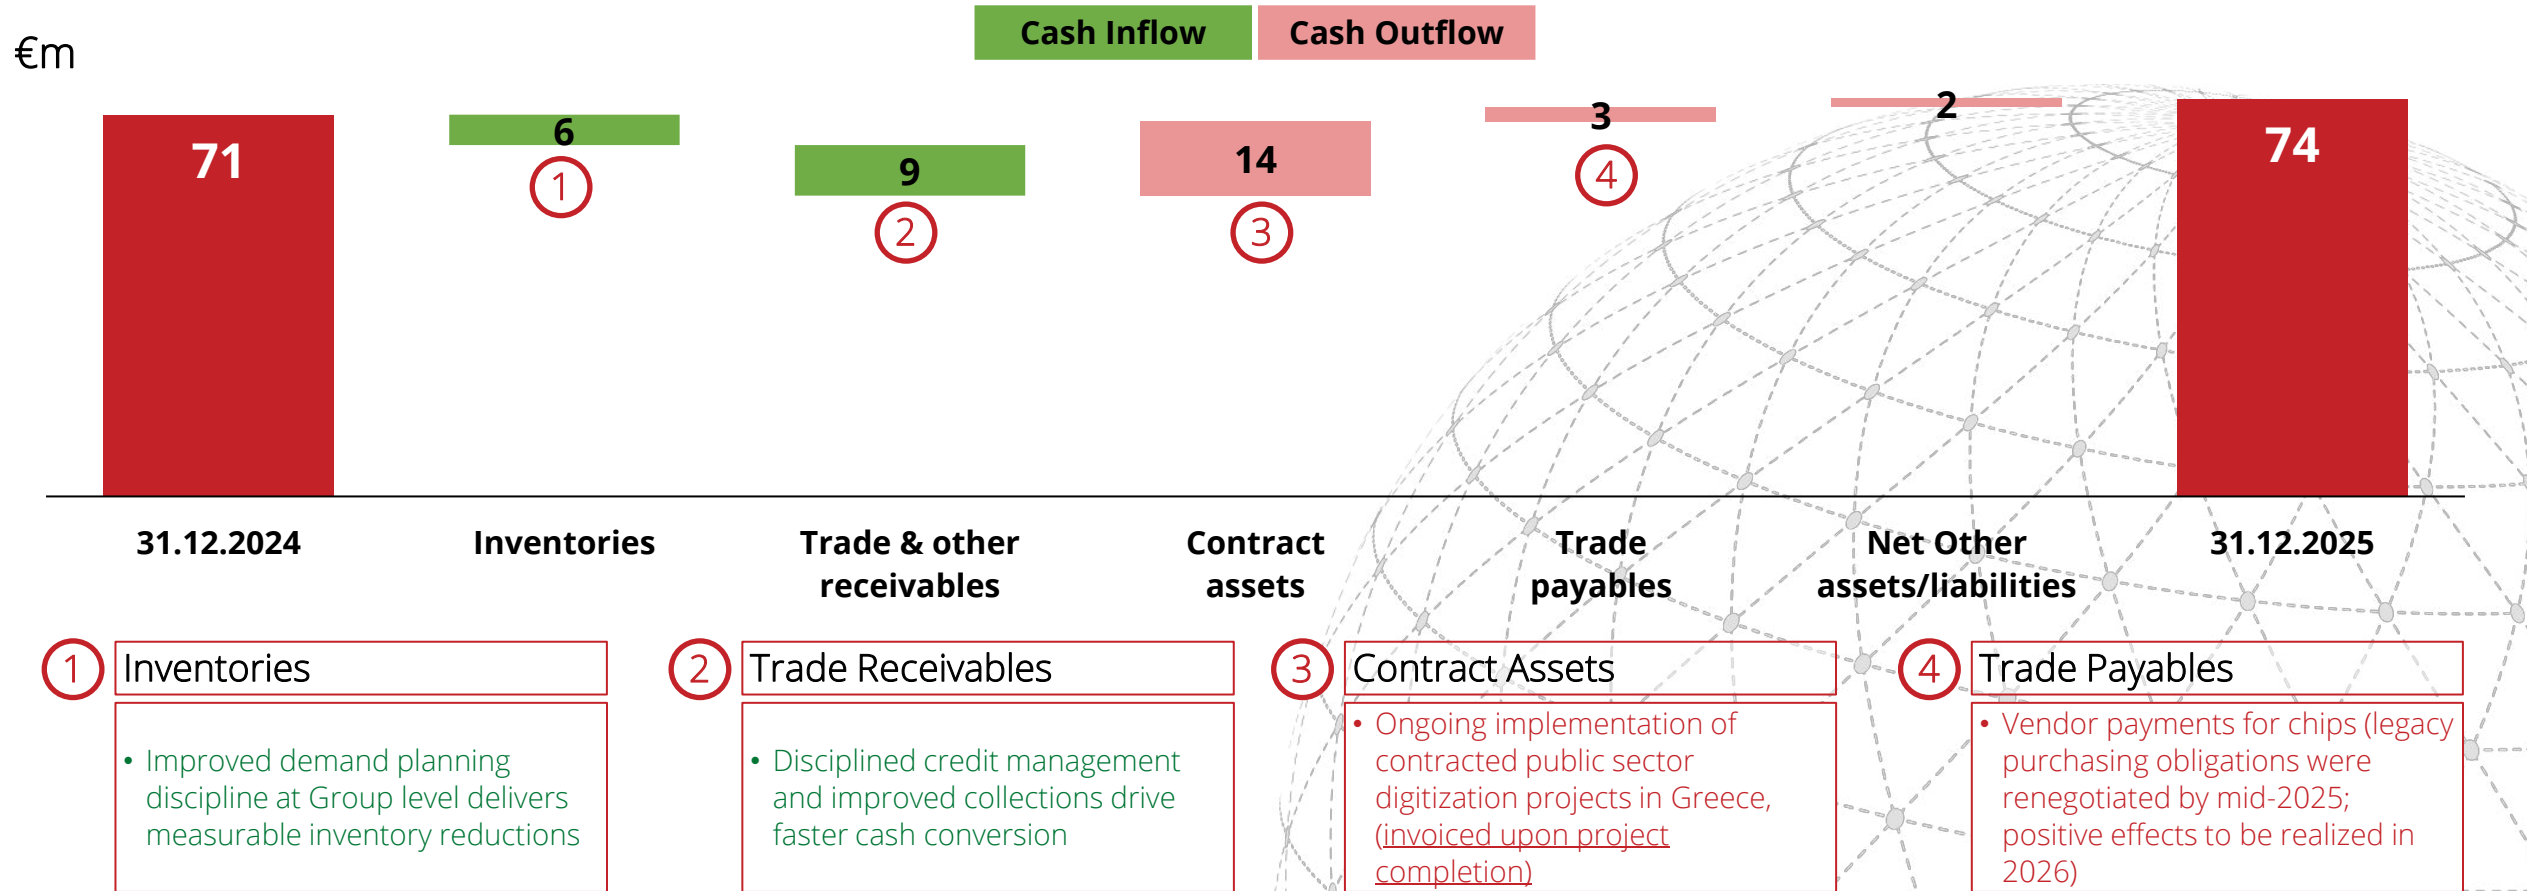 Cash Inflow
Cash Outflow
€m
71
6
9
14
3
2
74
1
2
3
4
31.12.2024
Inventories
Trade & other
receivables
Contract
assets
Trade
payables
Net Other
assets/liabilities
31.12.2025
1
Inventories
• Improved demand planning
discipline at Group level delivers
measurable inventory reductions
2
Trade Receivables
• Disciplined credit management
and improved collections drive
faster cash conversion
3
Contract Assets
• Ongoing implementation of
contracted public sector
digitization projects in Greece,
(invoiced upon project
completion)
4
Trade Payables
• Vendor payments for chips (legacy
purchasing obligations were
renegotiated by mid-2025;
positive effects to be realized in
2026)